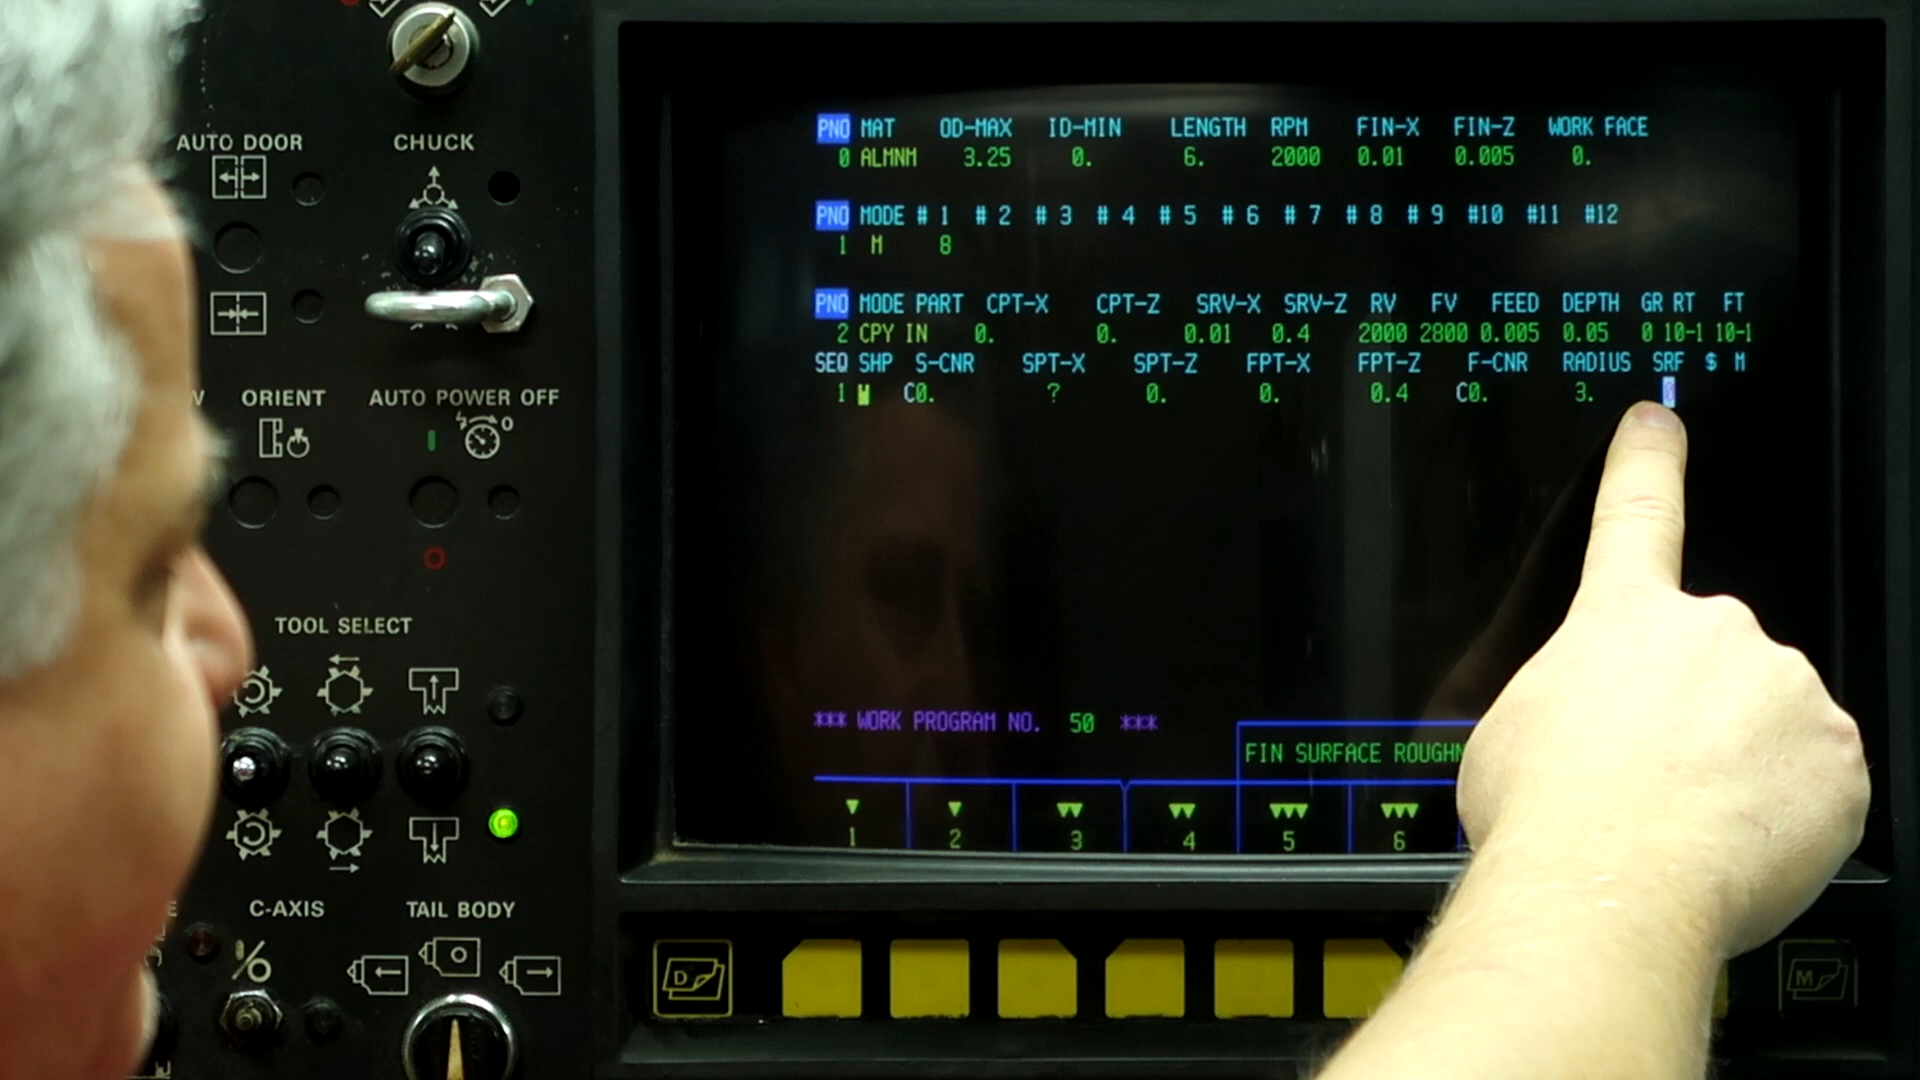 AUTO DOOR
CHUCK
ORIENT
AUTO POWER OFF
TOOL SELECT
C-AXIS
TAIL BODY
PNO MAT OD-MAX ID-MIN LENGTH RPM FIN-X FIN-Z WORK FACE
0 ALMNM 3.25 0. 6. 2000 0.01 0.005 0.
PNO MODE # 1 # 2 # 3 # 4 # 5 # 6 # 7 # 8 # 9 #10 #11 #12
1 M 8
PNO MODE PART CPT-X CPT-Z SRV-X SRV-Z RV FV FEED DEPTH GR RT FT
2 CPY IN 0. 0. 0.01 0.4 2000 2800 0.005 0.05 0 10-1 10-1
SEQ SHP S-CNR SPT-X SPT-Z FPT-X FPT-Z F-CNR RADIUS SRF $ M
1 C0. ? 0. 0. 0.4 C0. 3.
*** WORK PROGRAM NO. 50 ***
FIN SURFACE
1 2 3 4 5 6
D M